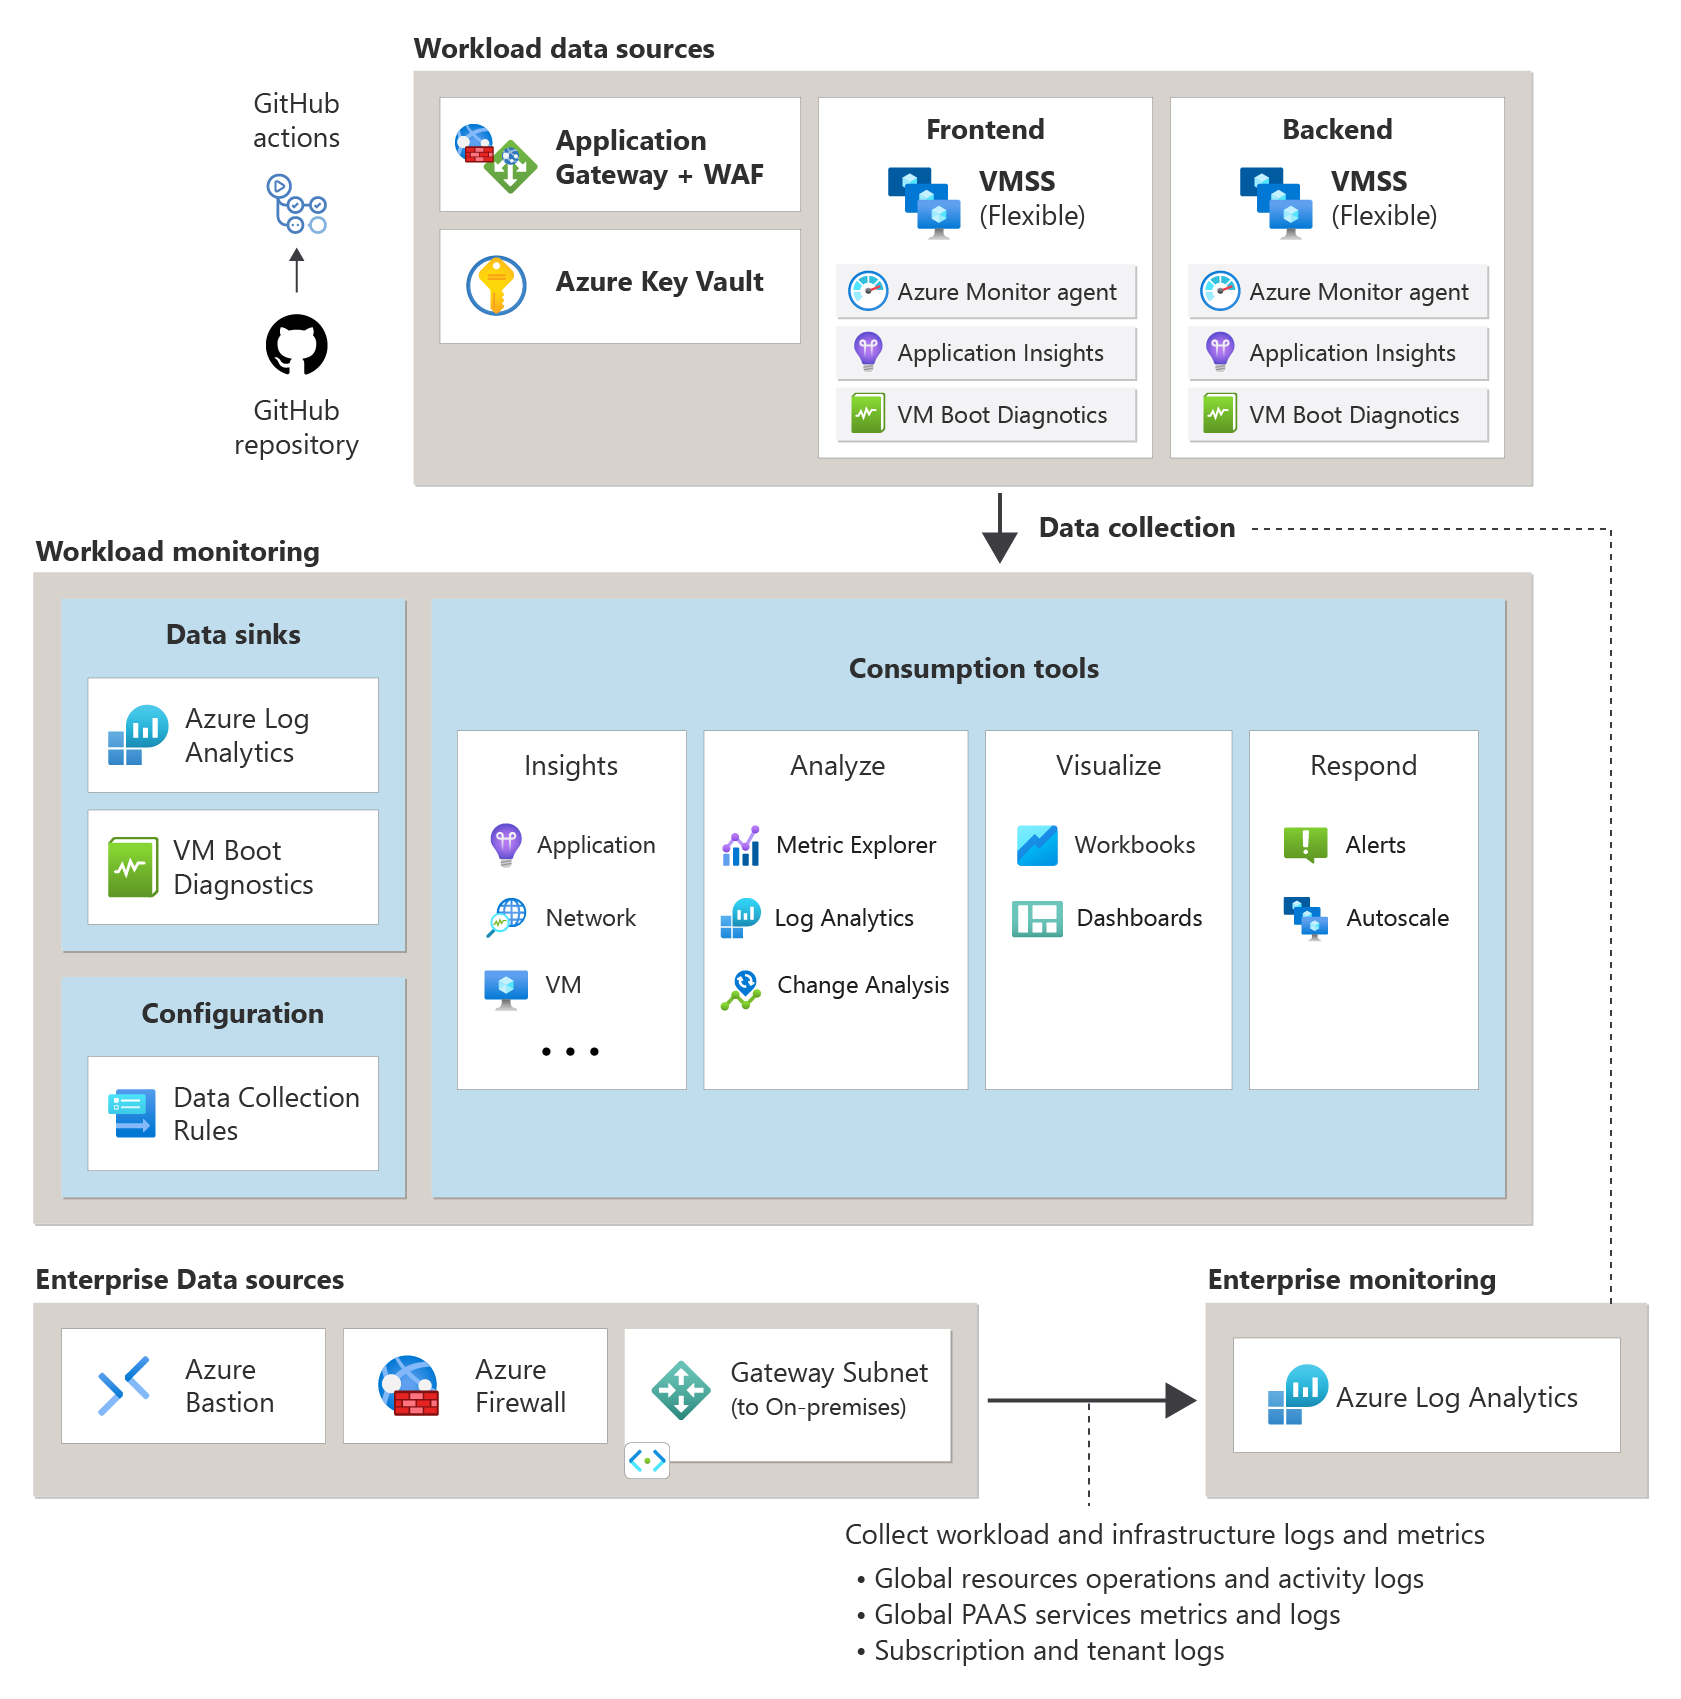 Workload data sources
GitHub
actions
GitHub
repository
Application
Gateway + WAF
Azure Key Vault
Frontend
VMSS
(Flexible)
Azure Monitor agent
Application Insights
VM Boot Diagnotics
Backend
VMSS
(Flexible)
Azure Monitor agent
Application Insights
VM Boot Diagnotics
Data collection
Workload monitoring
Data sinks
Azure Log
Analytics
VM Boot
Diagnostics
Configuration
Data Collection
Rules
Consumption tools
Insights
Application
Network
VM
• • •
Analyze
Metric Explorer
Log Analytics
Change Analysis
Visualize
Workbooks
Dashboards
Respond
Alerts
Autoscale
Enterprise Data sources
Azure
Bastion
Azure
Firewall
Gateway Subnet
(to On-premises)
Enterprise monitoring
Azure Log Analytics
Collect workload and infrastructure logs and metrics
• Global resources operations and activity logs
• Global PAAS services metrics and logs
• Subscription and tenant logs